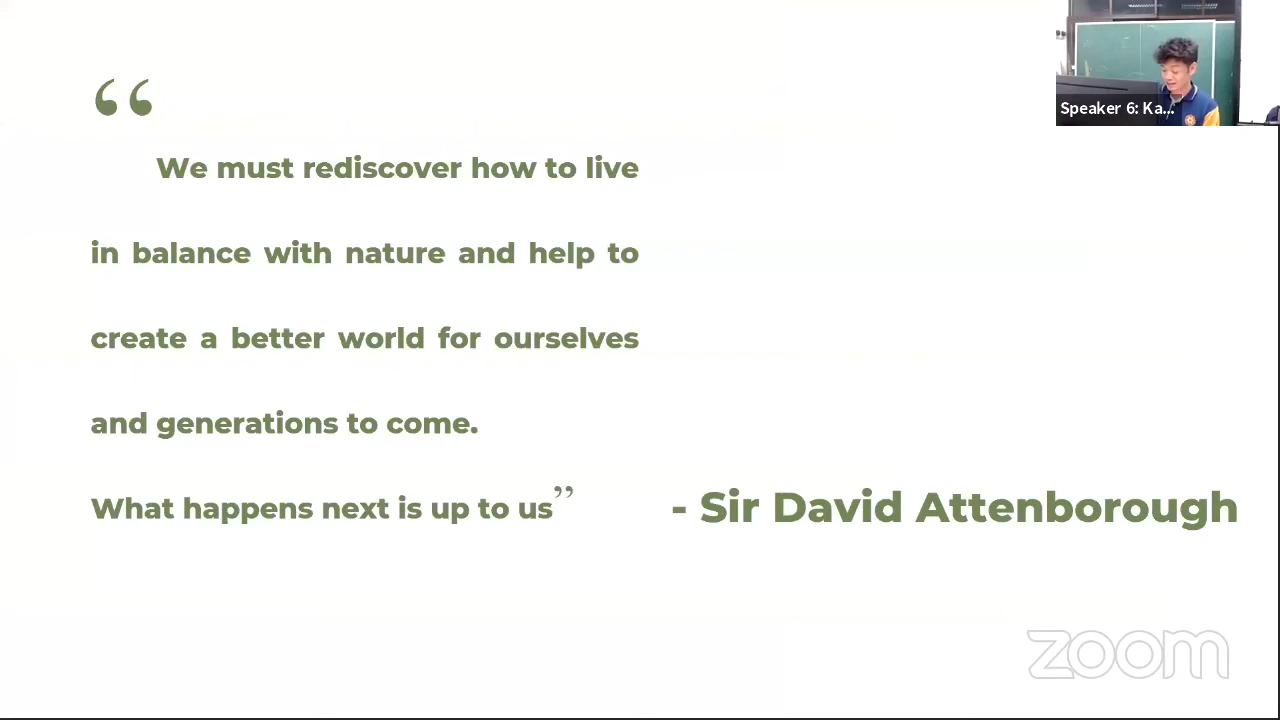 “
We must rediscover how to live
in balance with nature and help to
create a better world for ourselves
and generations to come.
What happens next is up to us”
- Sir David Attenborough
Speaker 6: Ka...
zoom